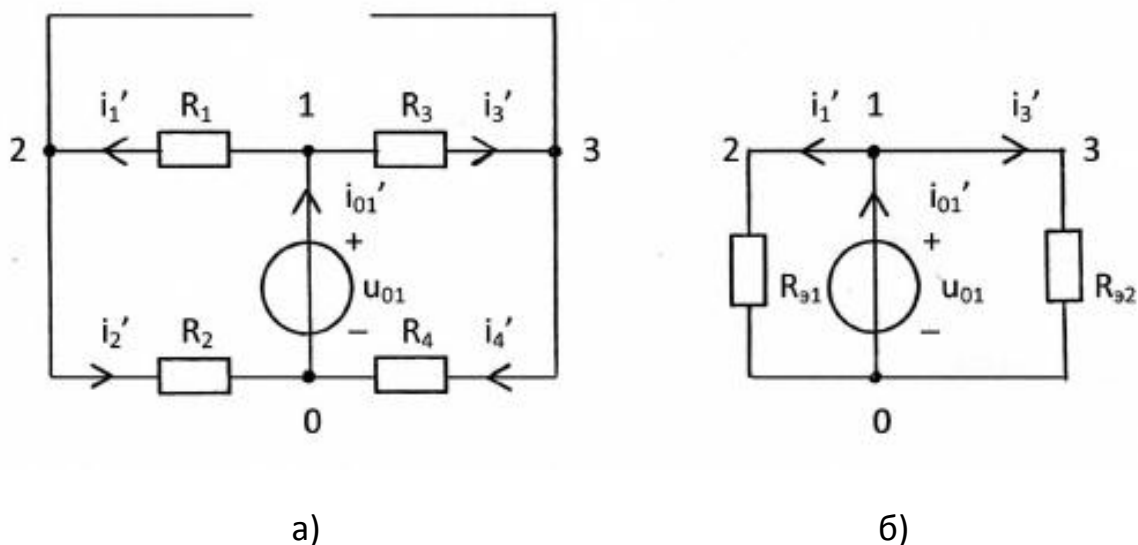 i₁’ R₁ 1 R₃ i₃’
2 3
i₀₁’
+
u₀₁
–
i₂’ R₂ R₄ i₄’
0
а)
i₁’ 1 i₃’
2 3
i₀₁’
+
Rэ1 u₀₁ Rэ2
–
0
б)